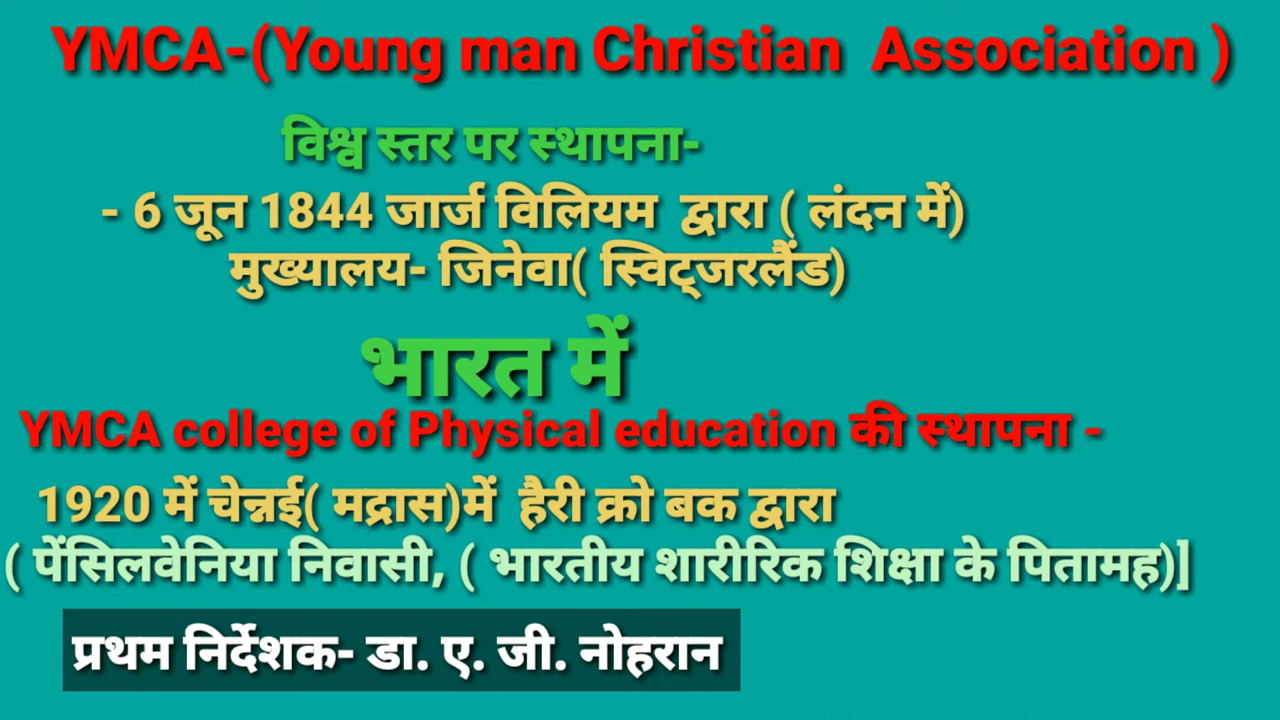 YMCA-(Young man Christian Association )
विश्व स्तर पर स्थापना-
- 6 जून 1844 जार्ज विलियम द्वारा ( लंदन में)
मुख्यालय- जिनेवा( स्विट्जरलैंड)
भारत में
YMCA college of Physical education की स्थापना -
1920 में चेन्नई( मद्रास)में हैरी क्रो बक द्वारा
( पेंसिलवेनिया निवासी, ( भारतीय शारीरिक शिक्षा के पितामह)]
प्रथम निर्देशक- डा. ए. जी. नोहरान